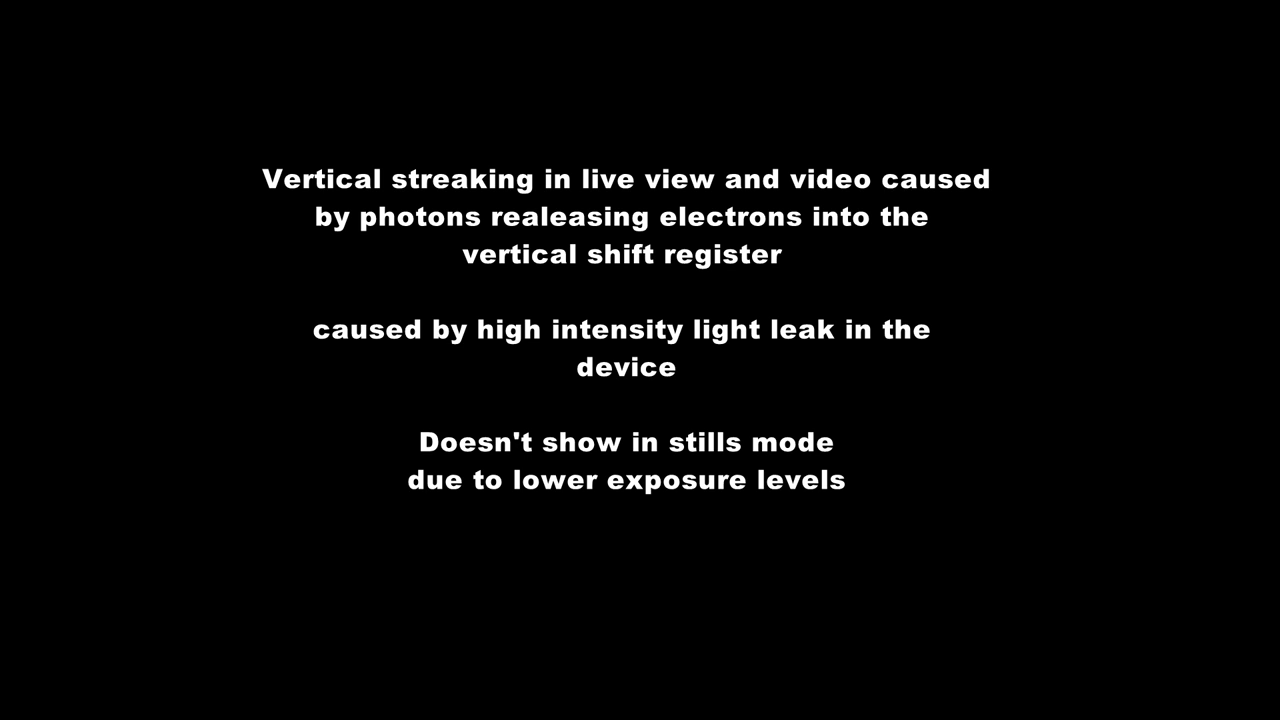 Vertical streaking in live view and video caused
by photons realeasing electrons into the
vertical shift register
caused by high intensity light leak in the
device
Doesn't show in stills mode
due to lower exposure levels